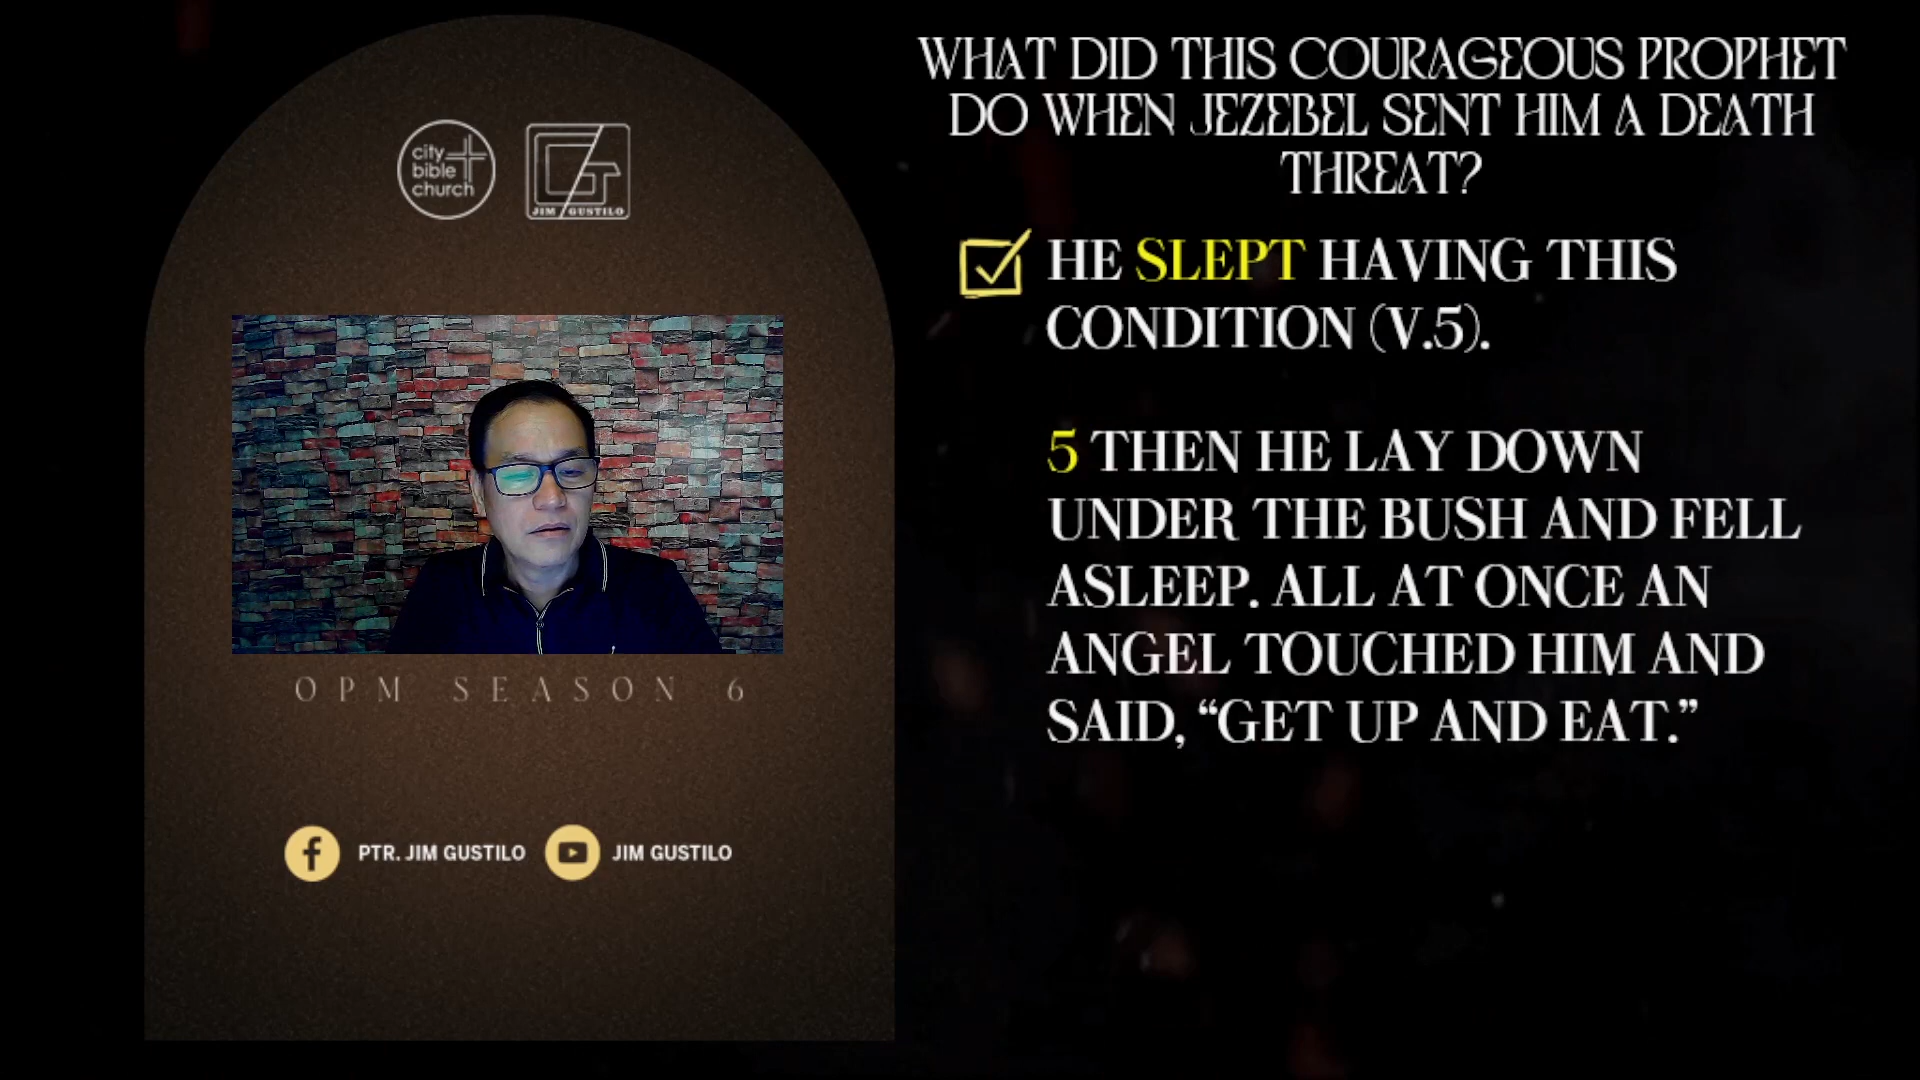 city
bible
church
JIM GUSTILO
OPM SEASON 6
PTR. JIM GUSTILO
JIM GUSTILO
WHAT DID THIS COURAGEOUS PROPHET
DO WHEN JEZEBEL SENT HIM A DEATH
THREAT?
HE SLEPT HAVING THIS
CONDITION (V.5).
5 THEN HE LAY DOWN
UNDER THE BUSH AND FELL
ASLEEP. ALL AT ONCE AN
ANGEL TOUCHED HIM AND
SAID, “GET UP AND EAT.”